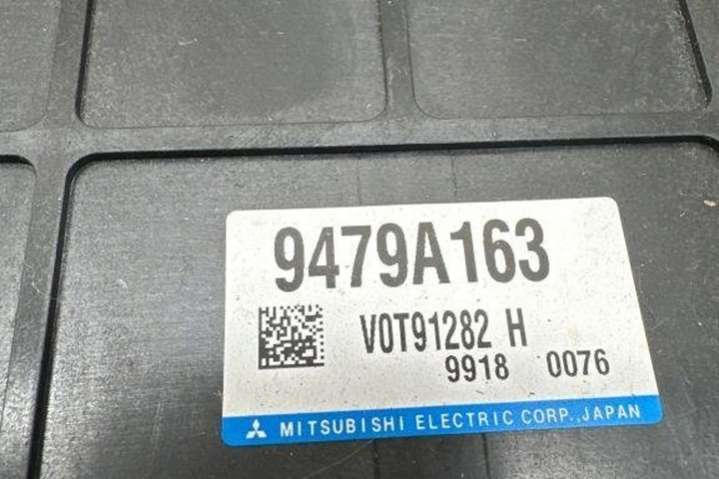 9479A163
V0T91282 H
9918 0076
MITSUBISHI ELECTRIC CORP.,JAPAN